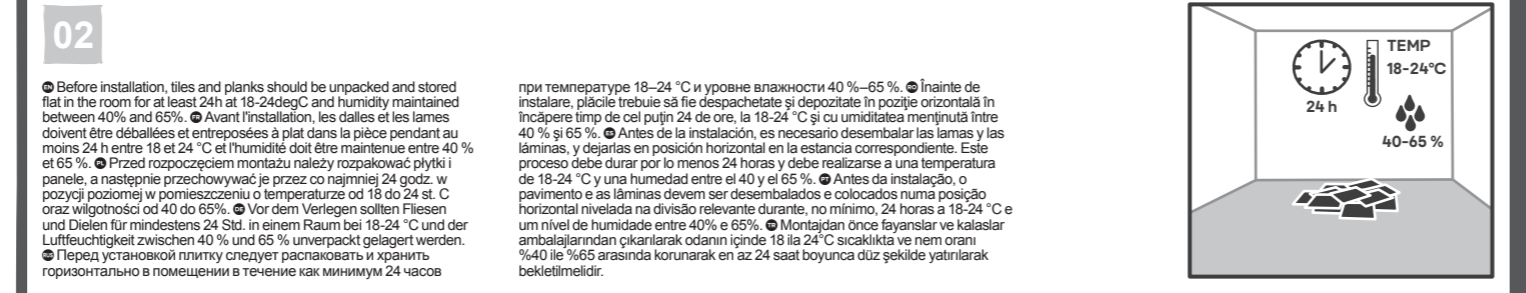 02
EN Before installation, tiles and planks should be unpacked and stored
flat in the room for at least 24h at 18-24degC and humidity maintained
between 40% and 65%. FR Avant l'installation, les dalles et les lames
doivent être déballées et entreposées à plat dans la pièce pendant au
moins 24 h entre 18 et 24 °C et l'humidité doit être maintenue entre 40 %
et 65 %. PL Przed rozpoczęciem montażu należy rozpakować płytki i
panele, a następnie przechowywać je przez co najmniej 24 godz. w
pozycji poziomej w pomieszczeniu o temperaturze od 18 do 24 st. C
oraz wilgotności od 40 do 65%. DE Vor dem Verlegen sollten Fliesen
und Dielen für mindestens 24 Std. in einem Raum bei 18-24 °C und der
Luftfeuchtigkeit zwischen 40 % und 65 % unverpackt gelagert werden.
RUS Перед установкой плитку следует распаковать и хранить
горизонтально в помещении в течение как минимум 24 часов
при температуре 18–24 °C и уровне влажности 40 %–65 %. RO Înainte de
instalare, plăcile trebuie să fie despachetate şi depozitate în poziţie orizontală în
încăpere timp de cel puţin 24 de ore, la 18-24 °C şi cu umiditatea menţinută între
40 % şi 65 %. ES Antes de la instalación, es necesario desembalar las lamas y las
láminas, y dejarlas en posición horizontal en la estancia correspondiente. Este
proceso debe durar por lo menos 24 horas y debe realizarse a una temperatura
de 18-24 °C y una humedad entre el 40 y el 65 %. PT Antes da instalação, o
pavimento e as lâminas devem ser desembalados e colocados numa posição
horizontal nivelada na divisão relevante durante, no mínimo, 24 horas a 18-24 °C e
um nível de humidade entre 40% e 65%. TR Montajdan önce fayanslar ve kalaslar
ambalajlarından çıkarılarak odanın içinde 18 ila 24°C sıcaklıkta ve nem oranı
%40 ile %65 arasında korunarak en az 24 saat boyunca düz şekilde yatırılarak
bekletilmelidir.
TEMP
18-24°C
24 h
40-65 %